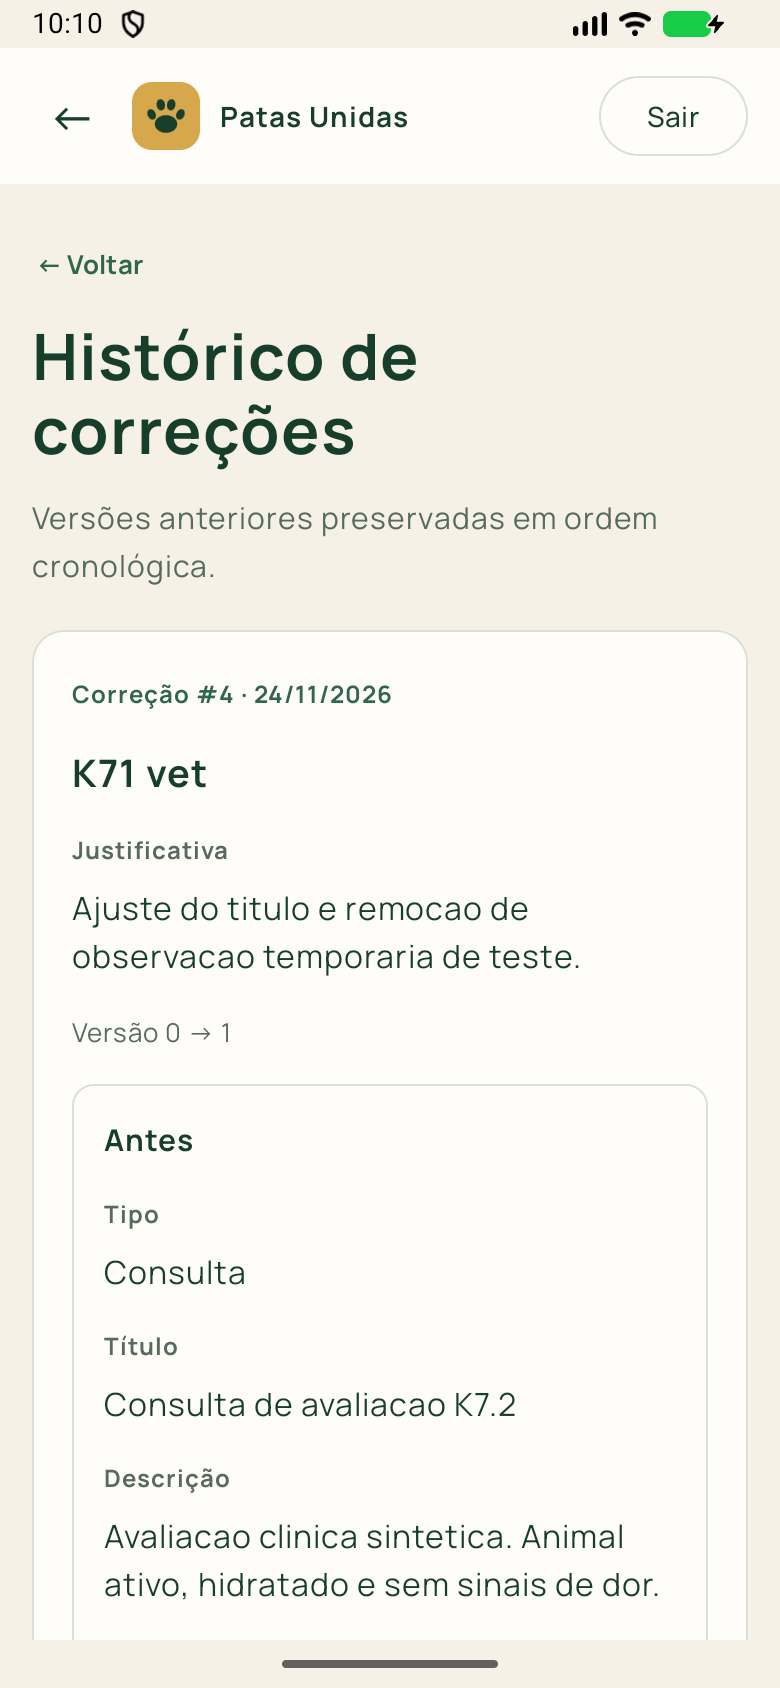 10:10
Patas Unidas
Sair
← Voltar
Histórico de
correções
Versões anteriores preservadas em ordem
cronológica.
Correção #4 · 24/11/2026
K71 vet
Justificativa
Ajuste do titulo e remocao de
observacao temporaria de teste.
Versão 0 → 1
Antes
Tipo
Consulta
Título
Consulta de avaliacao K7.2
Descrição
Avaliacao clinica sintetica. Animal
ativo, hidratado e sem sinais de dor.